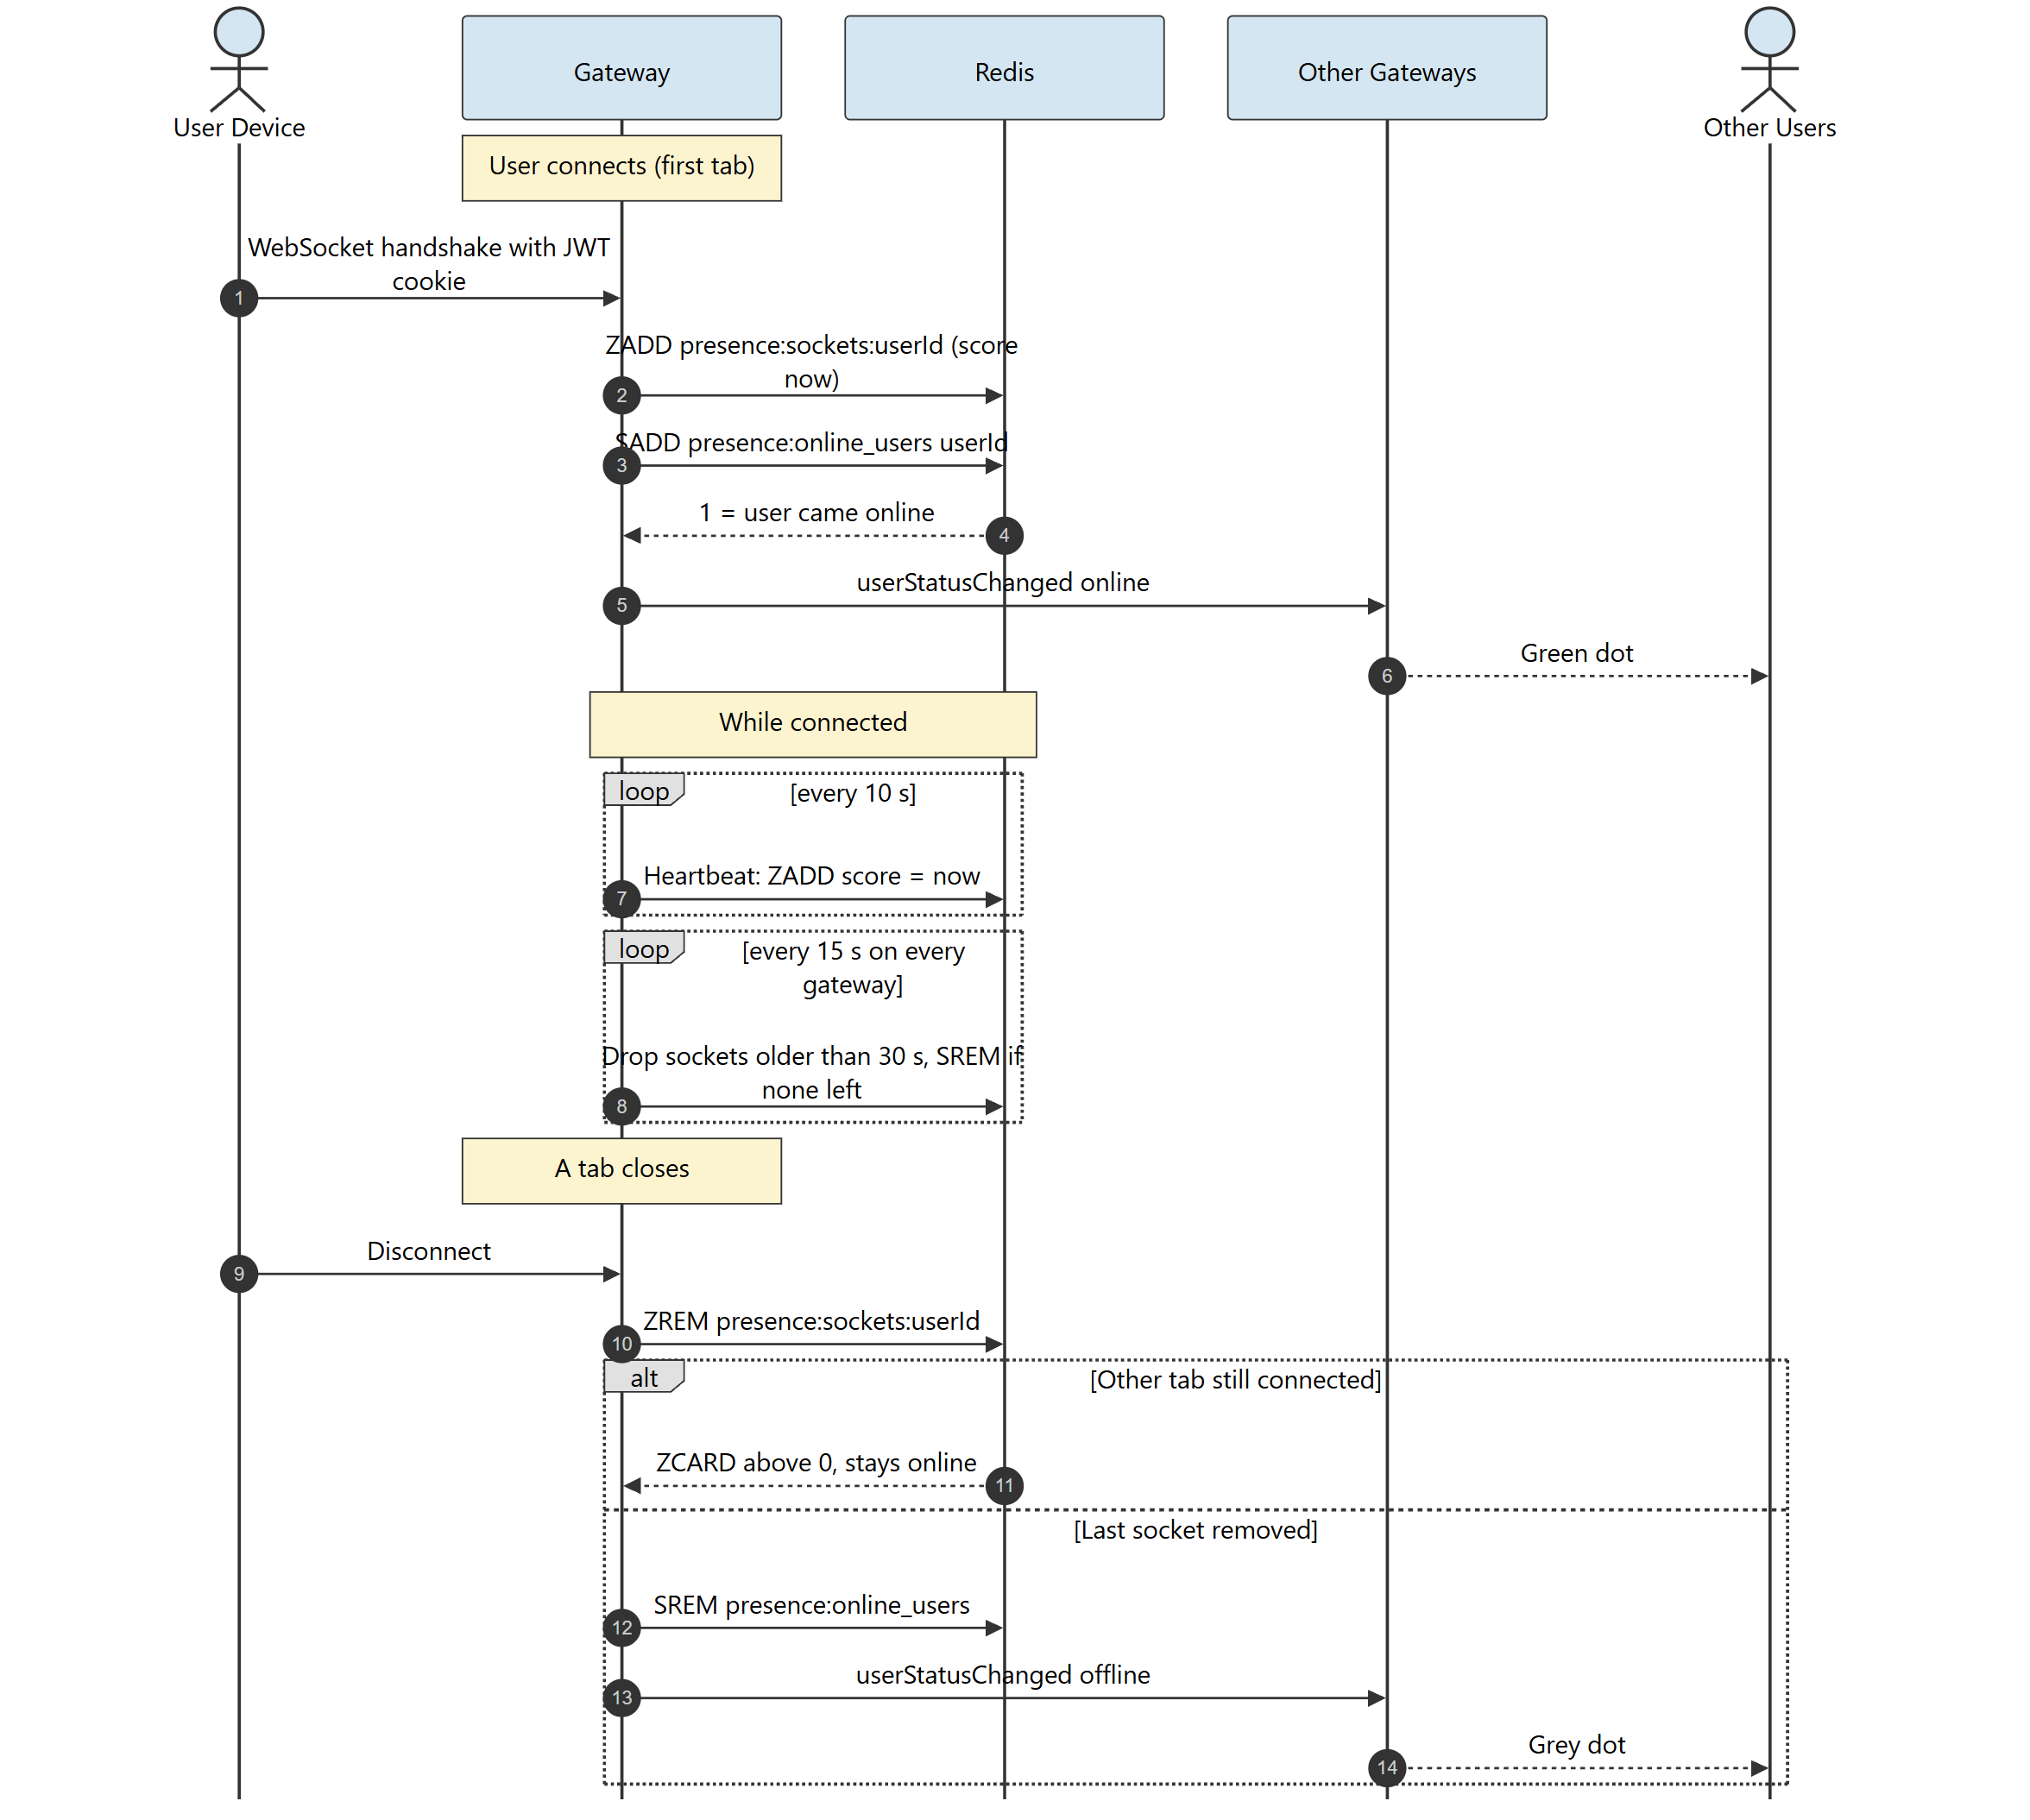 User Device
Gateway
Redis
Other Gateways
Other Users
User connects (first tab)
WebSocket handshake with JWT
cookie
1
ZADD presence:sockets:userId (score
now)
2
SADD presence:online_users userId
3
1 = user came online
4
userStatusChanged online
5
Green dot
6
While connected
loop
[every 10 s]
Heartbeat: ZADD score = now
7
loop
[every 15 s on every
gateway]
Drop sockets older than 30 s, SREM if
none left
8
A tab closes
Disconnect
9
ZREM presence:sockets:userId
10
alt
[Other tab still connected]
ZCARD above 0, stays online
11
[Last socket removed]
SREM presence:online_users
12
userStatusChanged offline
13
Grey dot
14